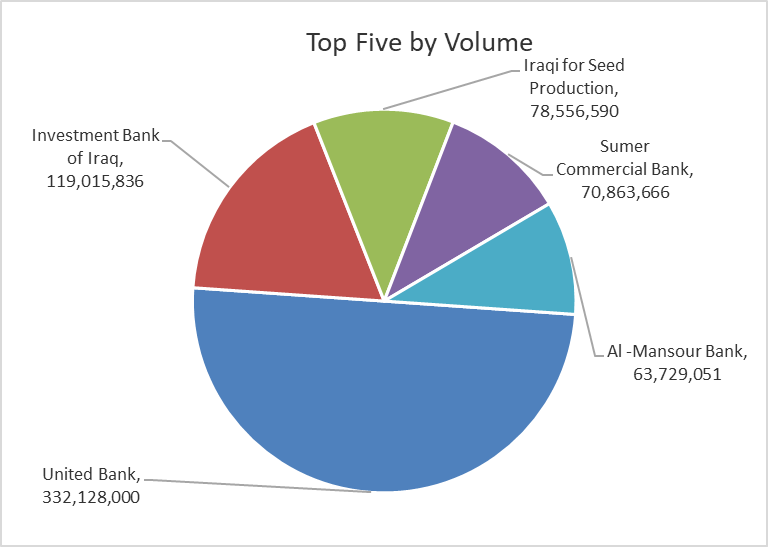 Top Five by Volume
Iraqi for Seed
Production,
78,556,590
Sumer
Commercial Bank,
70,863,666
Al -Mansour Bank,
63,729,051
United Bank,
332,128,000
Investment Bank
of Iraq,
119,015,836